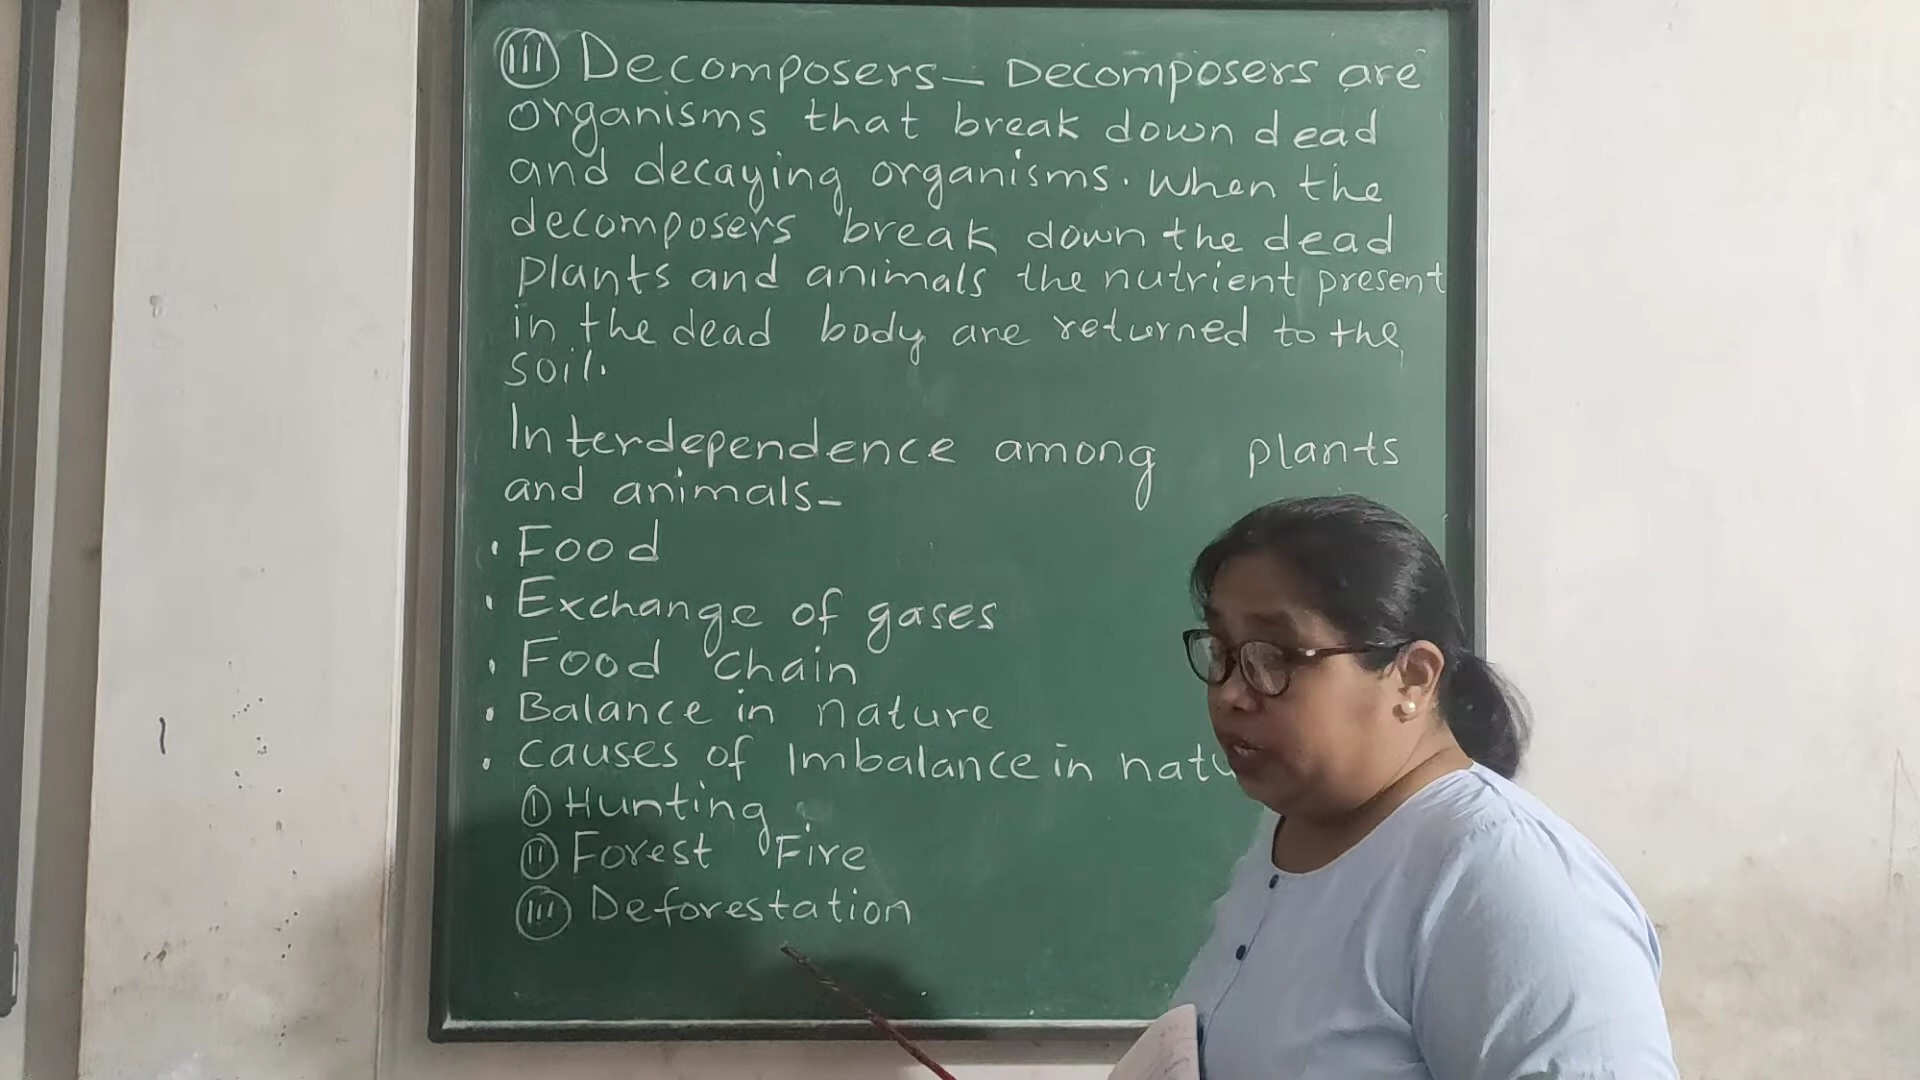 III Decomposers — Decomposers are
organisms that break down dead
and decaying organisms. When the
decomposers break down the dead
plants and animals the nutrient present
in the dead body are returned to the
soil.
Interdependence among plants
and animals-
• Food
• Exchange of gases
• Food chain
• Balance in nature
• Causes of Imbalance in natu
I Hunting
II Forest Fire
III Deforestation